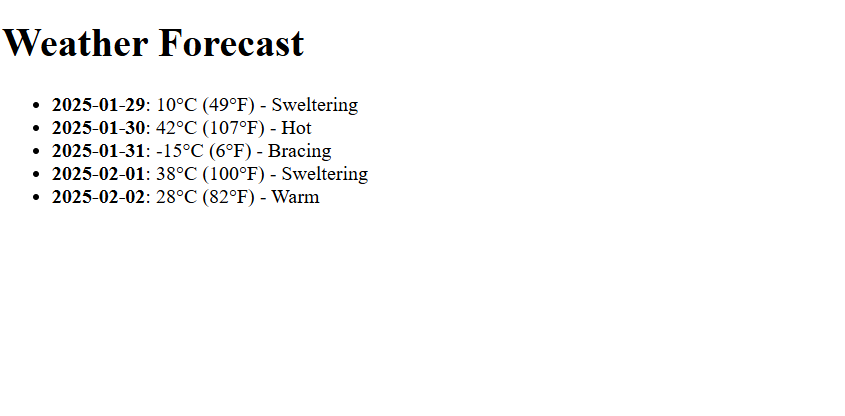 Weather Forecast
• 2025-01-29: 10°C (49°F) - Sweltering
• 2025-01-30: 42°C (107°F) - Hot
• 2025-01-31: -15°C (6°F) - Bracing
• 2025-02-01: 38°C (100°F) - Sweltering
• 2025-02-02: 28°C (82°F) - Warm